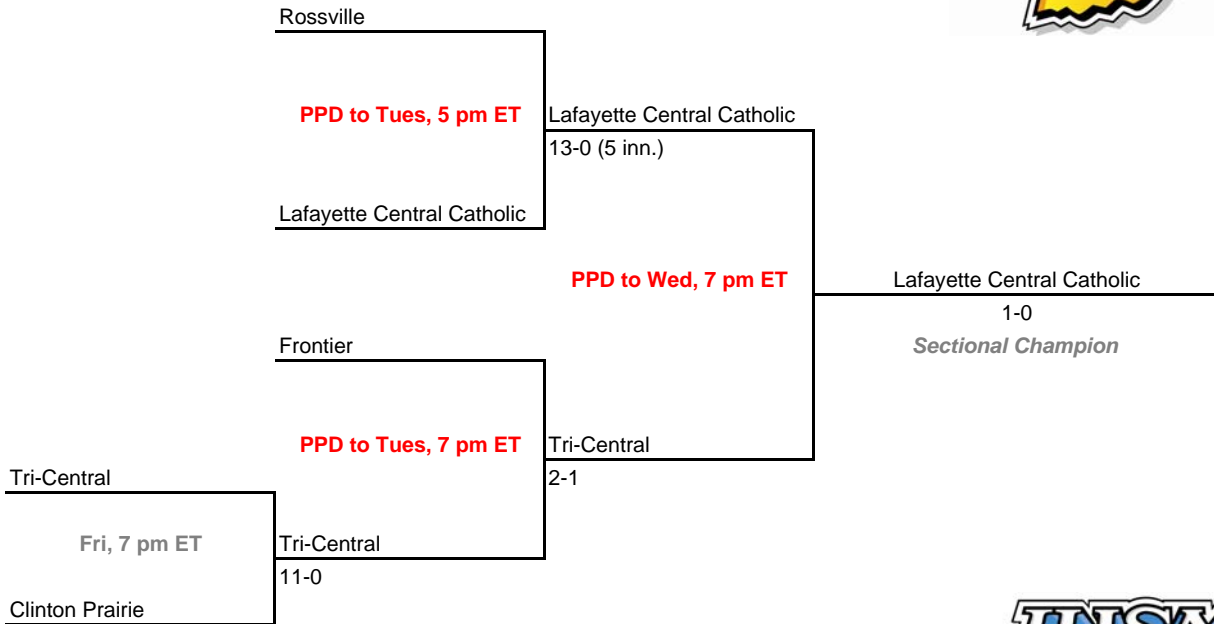 Rossville
PPD to Tues, 5 pm ET
Lafayette Central Catholic
13-0 (5 inn.)
Lafayette Central Catholic
PPD to Wed, 7 pm ET
Lafayette Central Catholic
1-0
Sectional Champion
Frontier
PPD to Tues, 7 pm ET
Tri-Central
2-1
Tri-Central
Fri, 7 pm ET
Tri-Central
11-0
Clinton Prairie